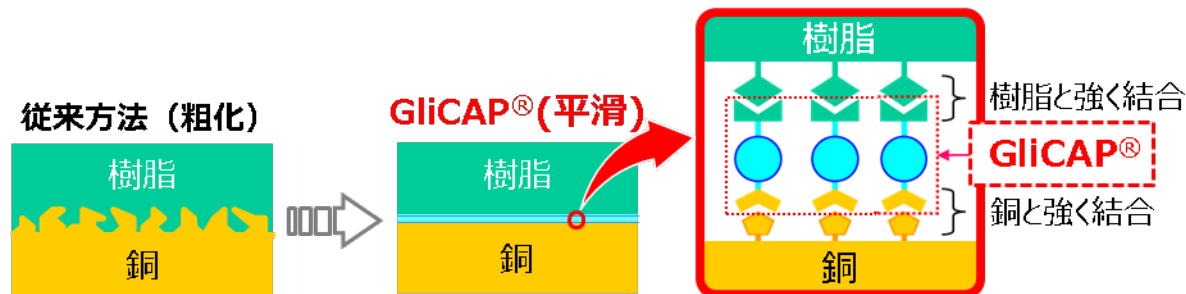 従来方法（粗化）
樹脂
銅
GliCAP®(平滑)
樹脂
銅
樹脂
樹脂と強く結合
GliCAP®
銅と強く結合
銅